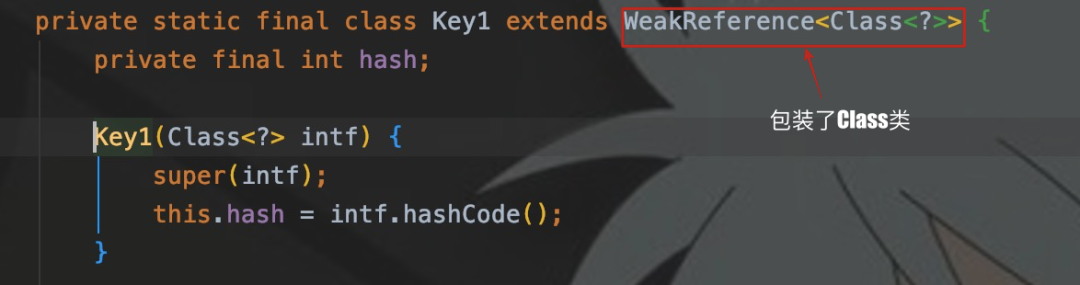 private static final class Key1 extends WeakReference<Class<?>> {
private final int hash;
Key1(Class<?> intf) {
super(intf);
this.hash = intf.hashCode();
}
包装了Class类